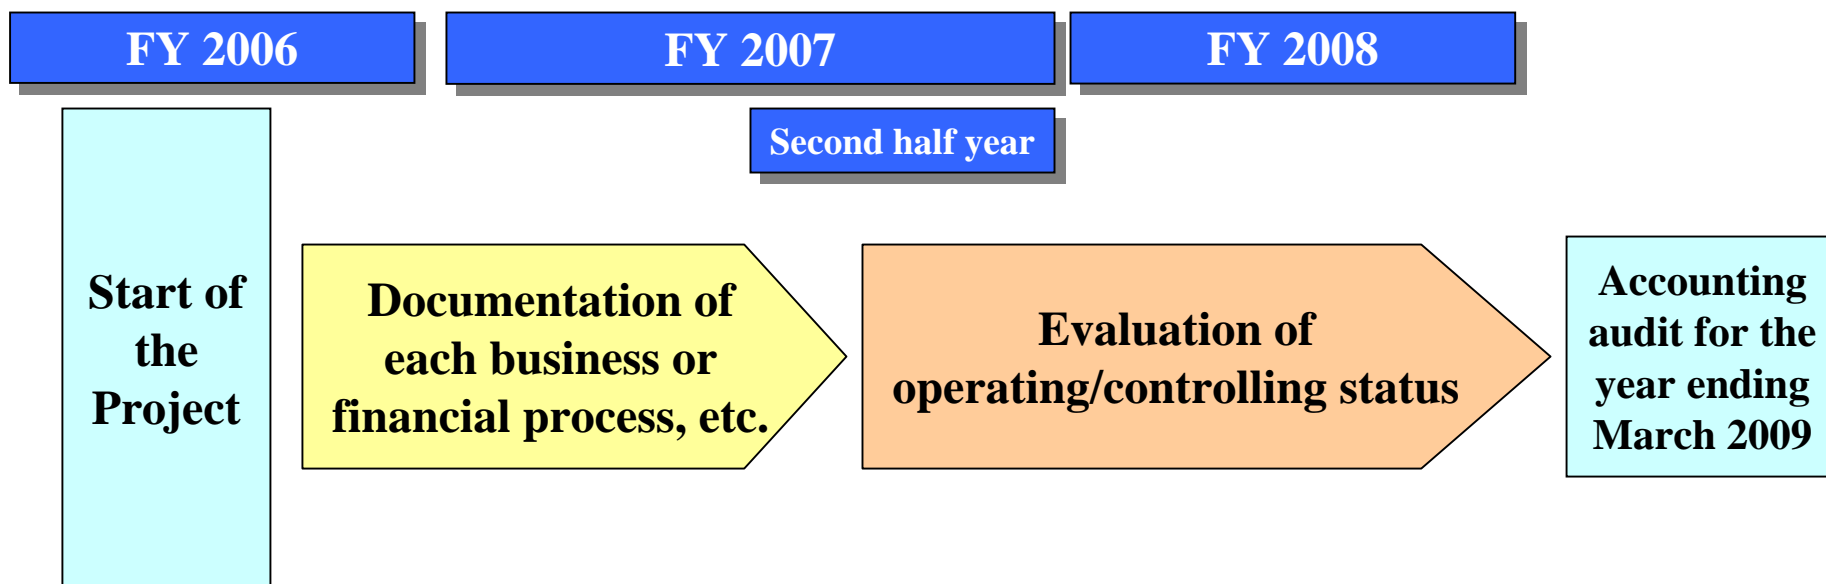 FY 2006
FY 2007
FY 2008
Second half year
Start of
the
Project
Documentation of
each business or
financial process, etc.
Evaluation of
operating/controlling status
Accounting
audit for the
year ending
March 2009